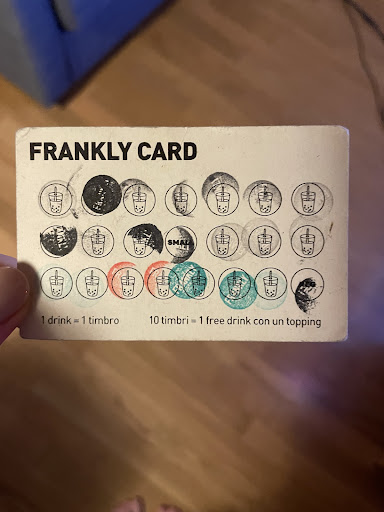 FRANKLY CARD
SMALL
1 drink = 1 timbro
10 timbri = 1 free drink con un topping